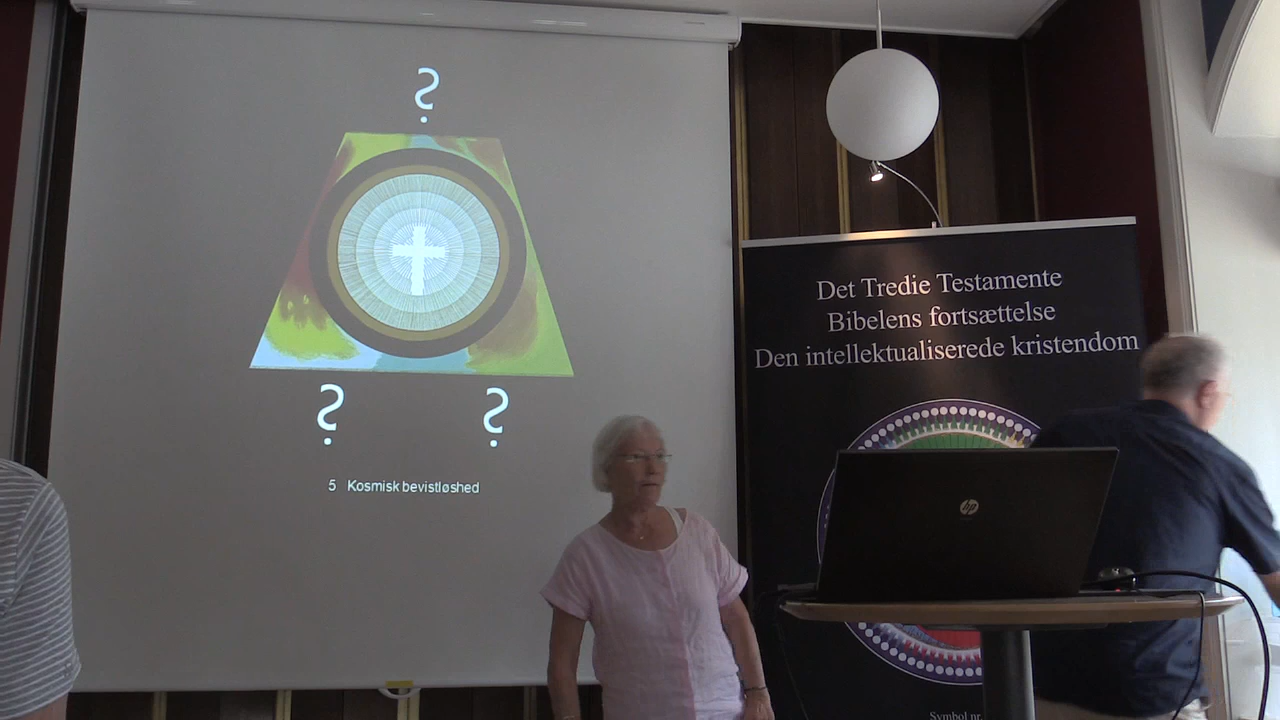 ?
? ?
5 Kosmisk bevistløshed
Det Tredie Testamente
Bibelens fortsættelse
Den intellektualiserede kristendom
hp
Symbol nr.